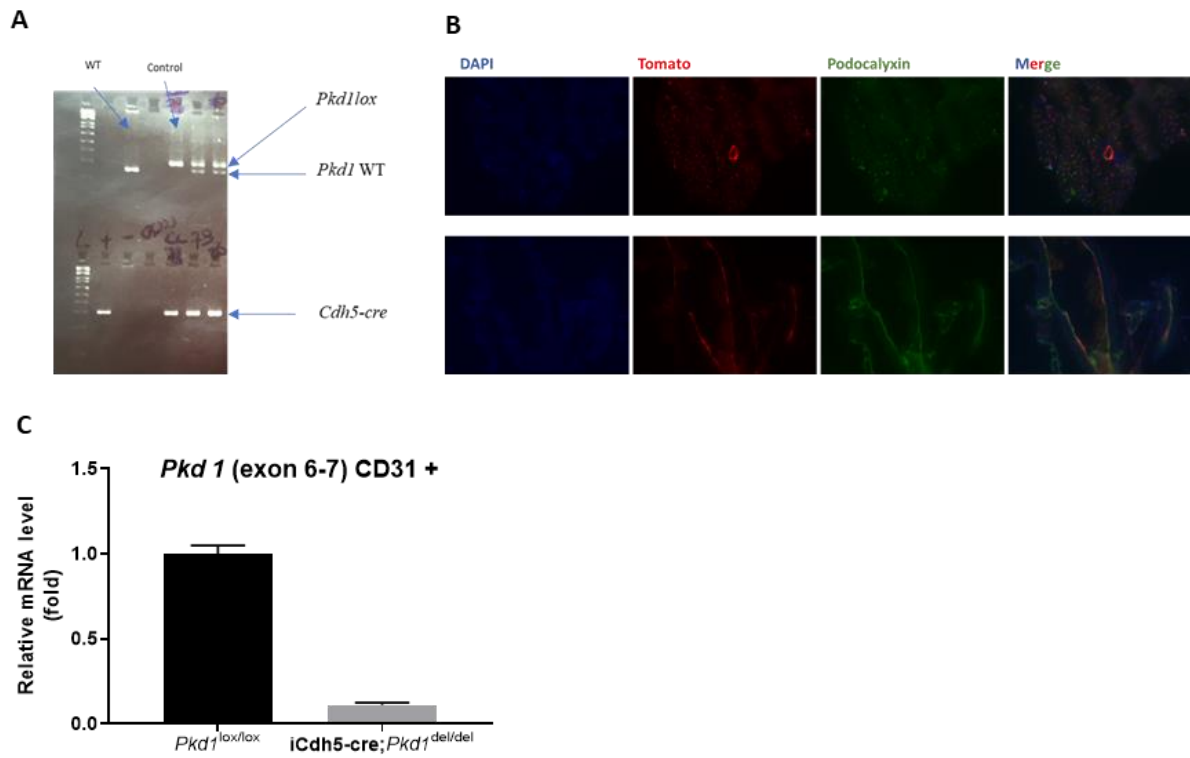 A
B
WT
Control
Pkd1lox
Pkd1 WT
L + -
Cdh5-cre
DAPI
Tomato
Podocalyxin
Merge
C
Pkd 1 (exon 6-7) CD31 +
Relative mRNA level
(fold)
1.5
1.0
0.5
0.0
Pkd1lox/lox
iCdh5-cre;Pkd1del/del